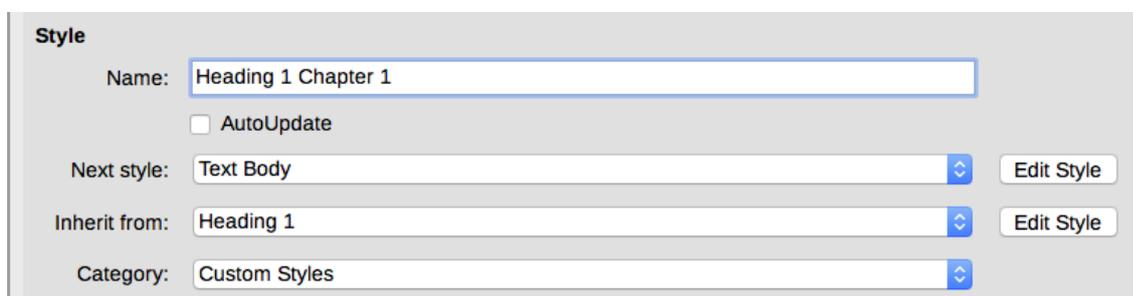 Style
Name: Heading 1 Chapter 1
AutoUpdate
Next style: Text Body Edit Style
Inherit from: Heading 1 Edit Style
Category: Custom Styles